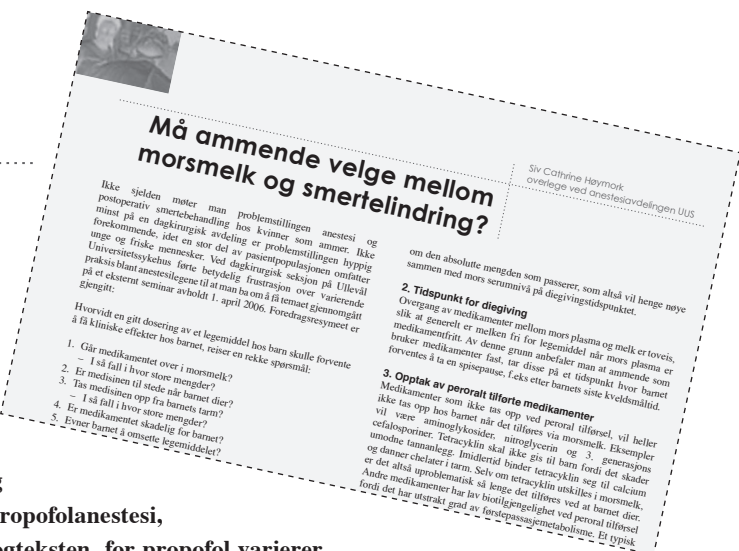 Må ammende velge mellom
morsmelk og smertelindring?
Siv Cathrine Høymork
overlege ved anestesiavdelingen UUS
Ikke sjelden møter man problemstillingen anestesi og
postoperativ smertebehandling hos kvinner som ammer. Ikke
minst på en dagkirurgisk avdeling er problemstillingen hyppig
forekommende, idet en stor del av pasientpopulasjonen omfatter
unge og friske mennesker. Ved dagkirurgisk seksjon på Ullevål
Universitetssykehus førte betydelig frustrasjon over varierende
praksis blant anestesilegene til at man ba om å få temaet gjennomgått
på et eksternt seminar avholdt 1. april 2006. Foredragsresymeet er
gjengitt:
Hvorvidt en gitt dosering av et legemiddel hos barn skulle forvente
å få kliniske effekter hos barnet, reiser en rekke spørsmål:
1. Går medikamentet over i morsmelk?
– I så fall i hvor store mengder?
2. Er medisinen til stede når barnet dier?
3. Tas medisinen opp fra barnets tarm?
– I så fall i hvor store mengder?
4. Er medikamentet skadelig for barnet?
5. Evner barnet å omsette legemiddelet?
om den absolutte mengden som passerer, som altså vil henge nøye
sammen med mors serumnivå på diegivingstidspunktet.
2. Tidspunkt for diegiving
Overgang av medikamenter mellom mors plasma og melk er toveis,
slik at generelt er melken fri for legemiddel når mors plasma er
medikamentfritt. Av denne grunn anbefaler man at ammende som
bruker medikamenter fast, tar disse på et tidspunkt hvor barnet
forventes å ta en spisepause, f.eks etter barnets siste kveldsmåltid.
3. Opptak av peroralt tilførte medikamenter
Medikamenter som ikke tas opp ved peroral tilførsel, vil heller
ikke tas opp hos barnet når det tilføres via morsmelk. Eksempler
vil være aminoglykosider, nitroglycerin og 3. generasjons
cefalosporiner. Tetracyklin skal ikke gis til barn fordi det skader
umodne tannanlegg. Imidlertid binder tetracyklin seg til calcium
og danner chelater i tarm. Selv om tetracyklin utskilles i morsmelk,
er det altså uproblematisk så lenge det tilføres ved at barnet dier.
Andre medikamenter har lav biotilgjengelighet ved peroral tilførsel
fordi det har utstrakt grad av førstepassasjemetabolisme. Et typisk
ropofolanestesi,
ogteksten for propofol varierer